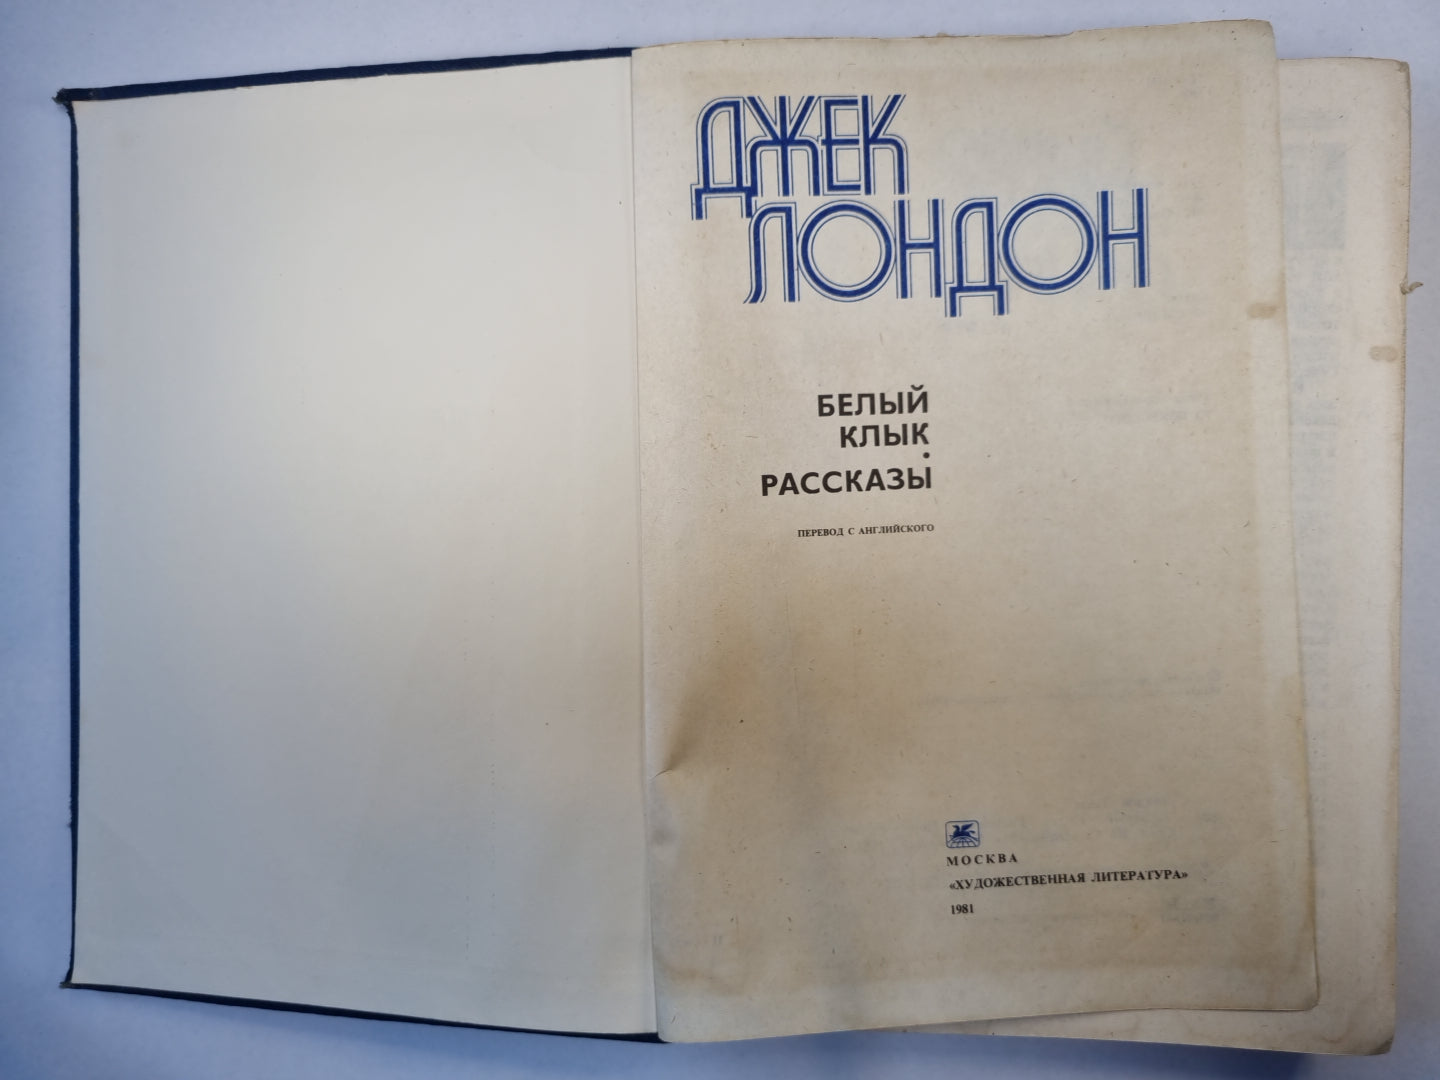 ДЖЕК
ЛОНДОН
БЕЛЫЙ
КЛЫК
•
РАССКАЗЫ
ПЕРЕВОД С АНГЛИЙСКОГО
МОСКВА
«ХУДОЖЕСТВЕННАЯ ЛИТЕРАТУРА»
1981